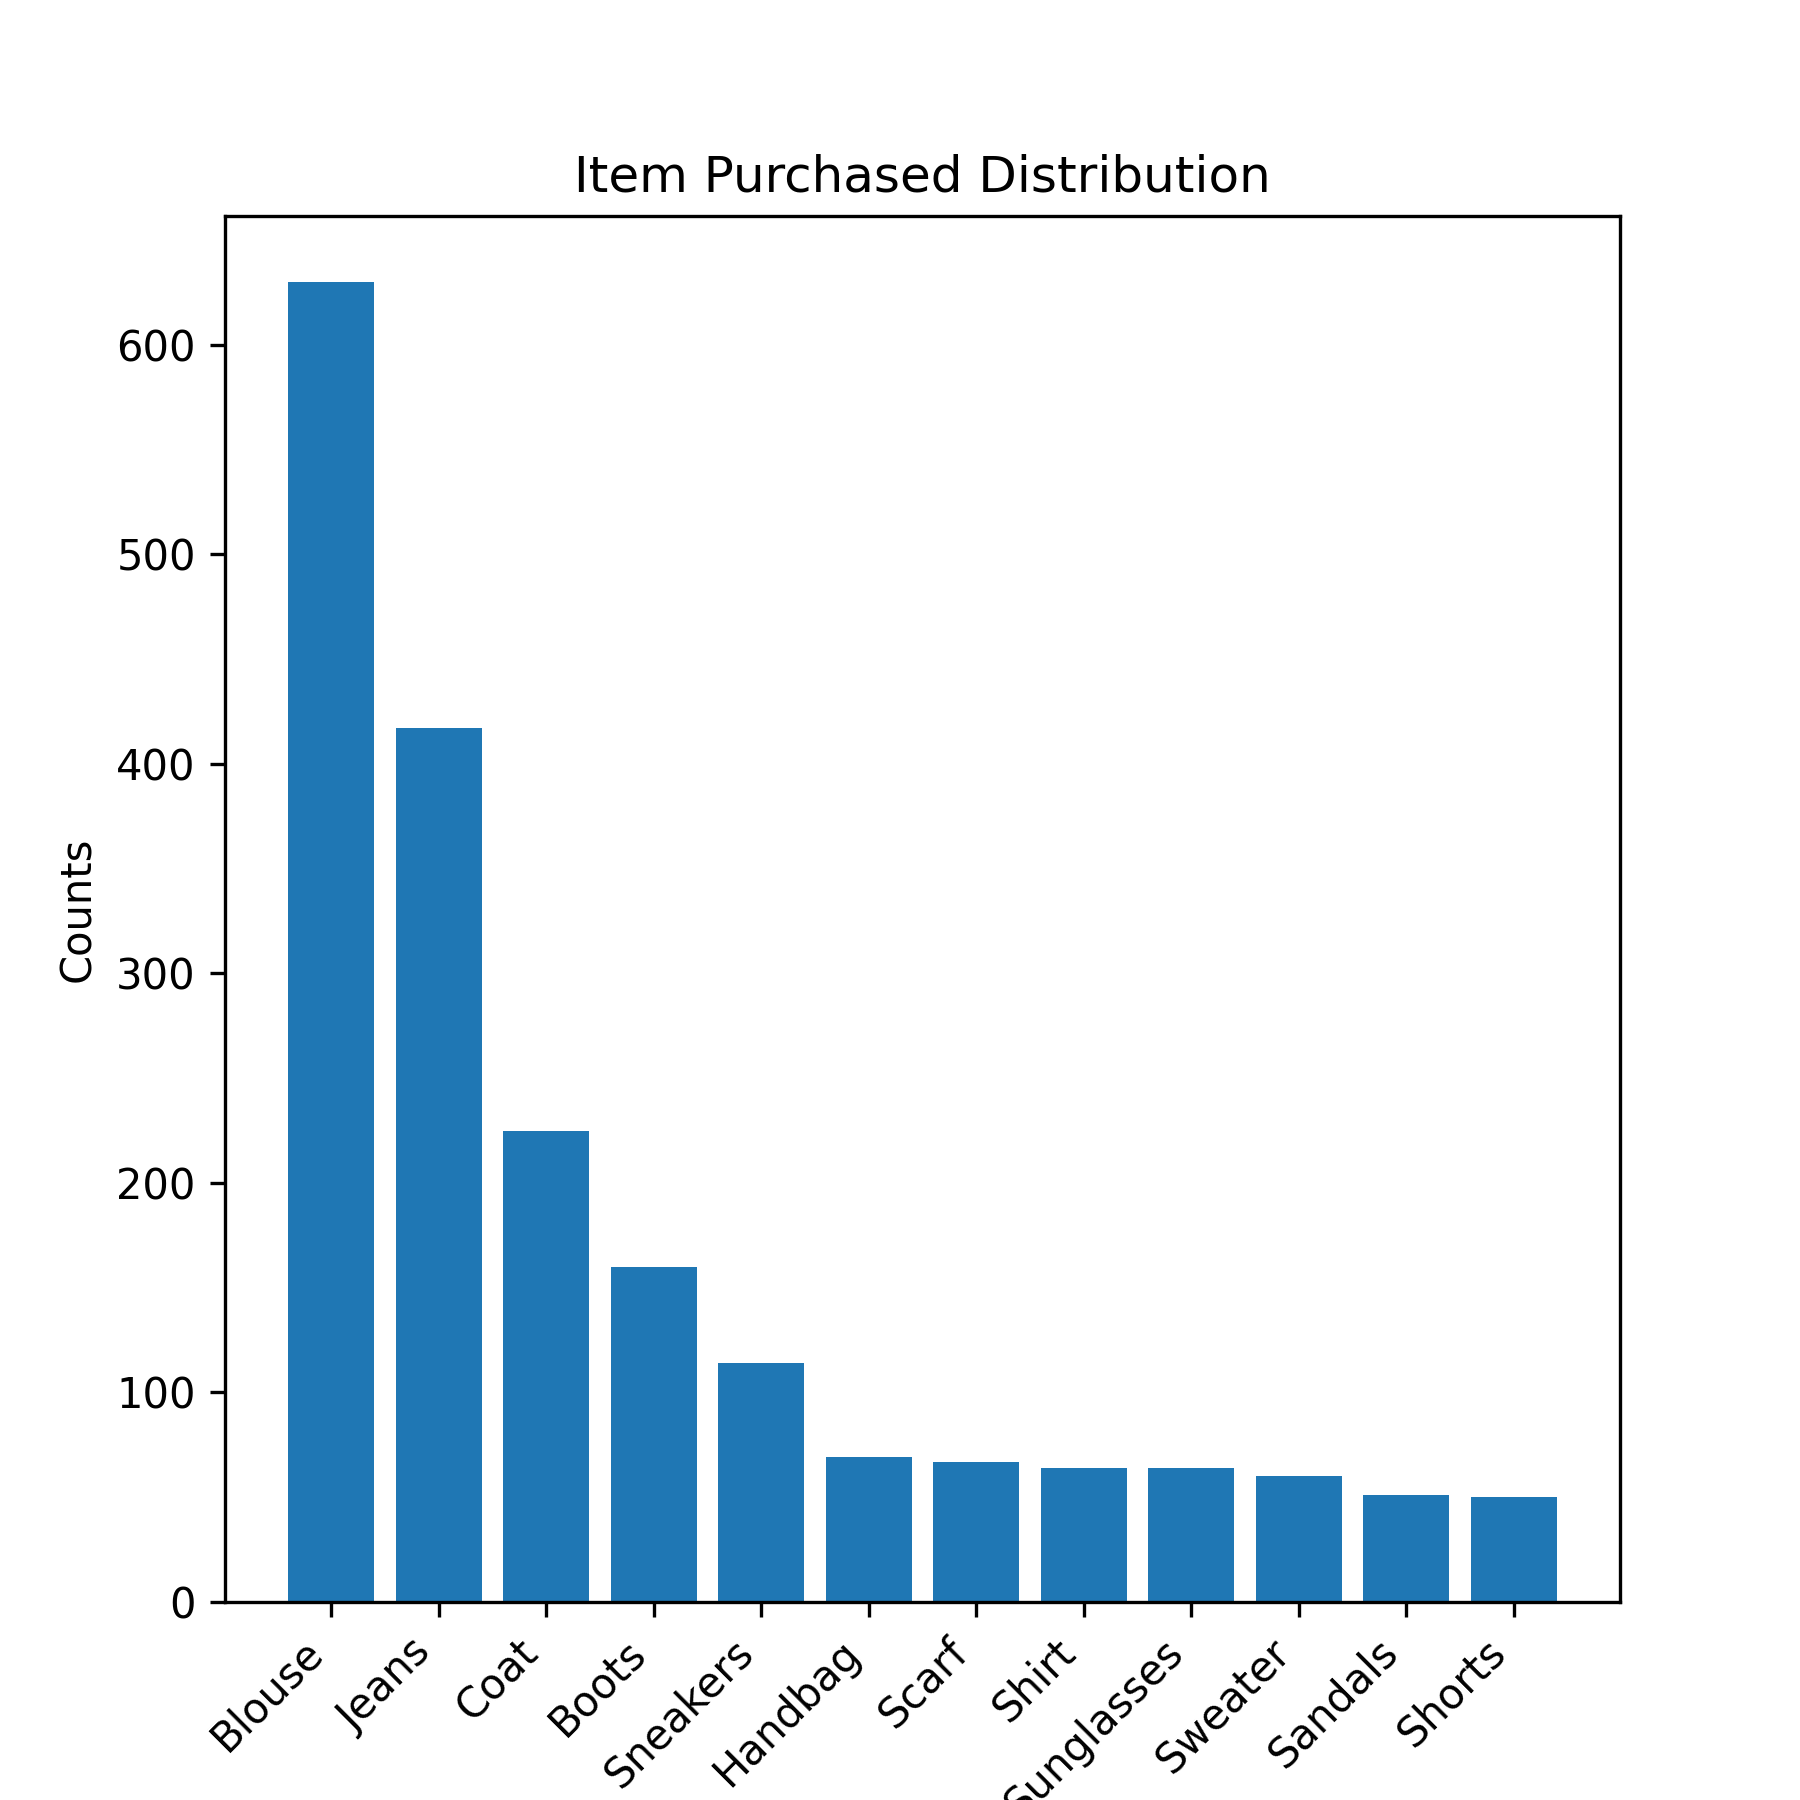 Item Purchased Distribution
Counts
600
500
400
300
200
100
0
Blouse
Jeans
Coat
Boots
Sneakers
Handbag
Scarf
Shirt
Sunglasses
Sweater
Sandals
Shorts